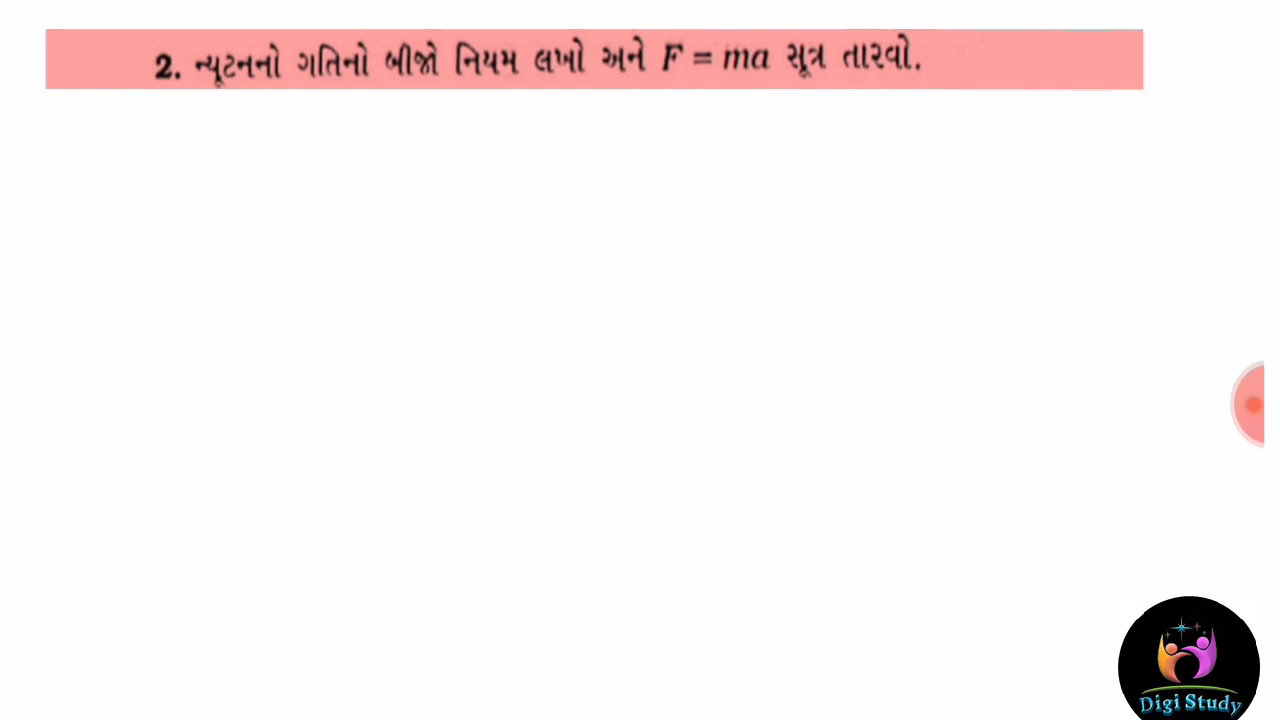 2. ન્યૂટનનો ગતિનો બીજો નિયમ લખો અને F = ma સૂત્ર તારવો.
Digi Study